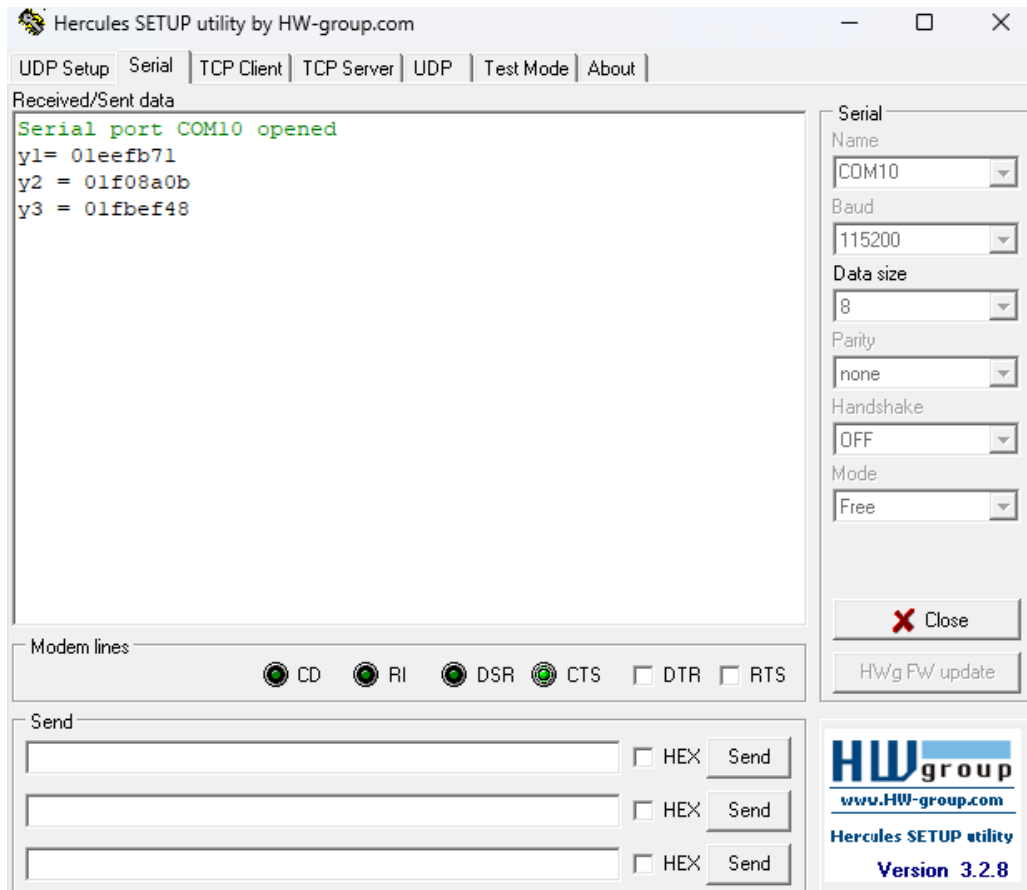 Hercules SETUP utility by HW-group.com
UDP Setup Serial TCP Client TCP Server UDP Test Mode About
Received/Sent data
Serial port COM10 opened
y1= 01eefb71
y2 = 01f08a0b
y3 = 01fbef48
Serial
Name
COM10
Baud
115200
Data size
8
Parity
none
Handshake
OFF
Mode
Free
Close
HWg FW update
Modem lines
CD RI DSR CTS DTR RTS
Send
HEX Send
HEX Send
HEX Send
HW group
www.HW-group.com
Hercules SETUP utility
Version 3.2.8